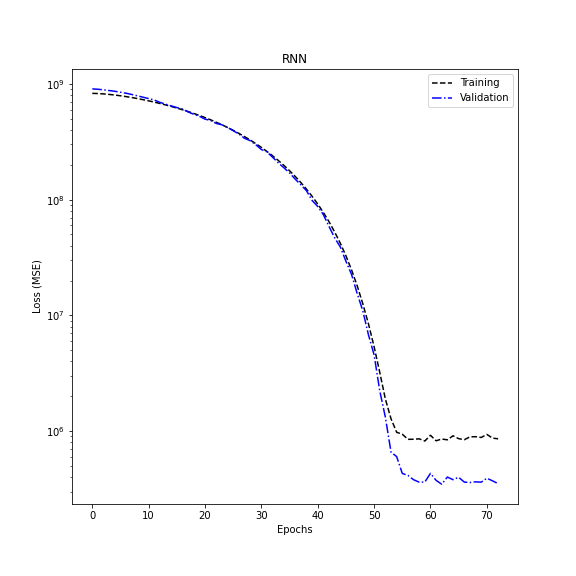 RNN
Training
Validation
10⁹
10⁸
10⁷
10⁶
Loss (MSE)
0 10 20 30 40 50 60 70
Epochs